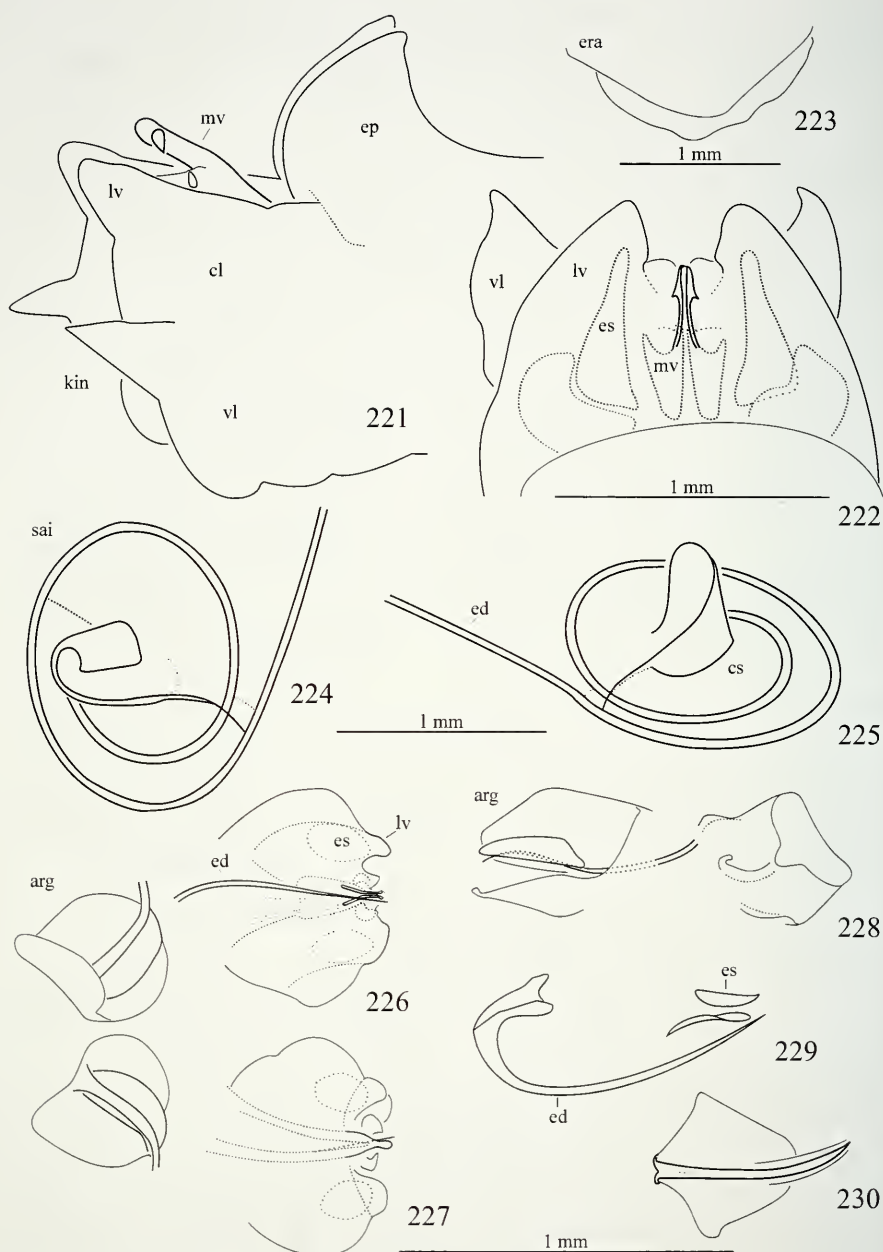 era
mv
ep
223
1 mm
lv
cl
vl
lv
es
mv
kin
221
vl
1 mm
222
sai
ed
cs
224
1 mm
225
arg
es
lv
ed
arg
226
228
es
229
ed
227
230
1 mm